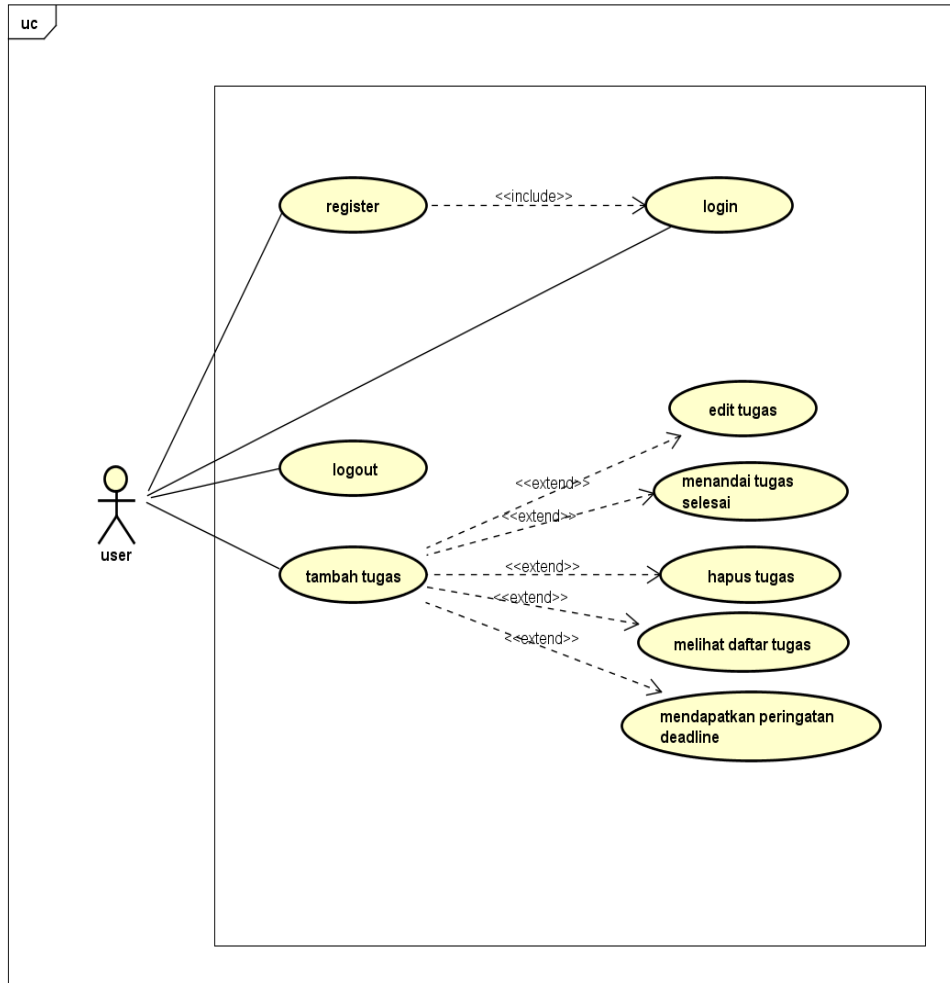 uc
register
<<include>>
login
edit tugas
<<extend>>
menandai tugas
selesai
logout
<<extend>>
user
tambah tugas
<<extend>>
hapus tugas
<<extend>>
melihat daftar tugas
<<extend>>
mendapatkan peringatan
deadline